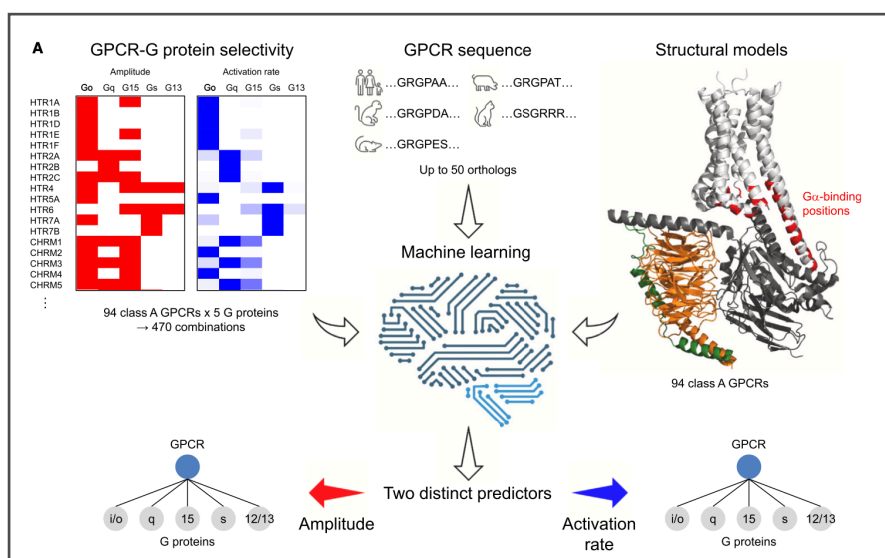 A
GPCR-G protein selectivity
Amplitude
Activation rate
Go Gq G15 Gs G13
Go Gq G15 Gs G13
HTR1A
HTR1B
HTR1D
HTR1E
HTR1F
HTR2A
HTR2B
HTR2C
HTR4
HTR5A
HTR6
HTR7A
HTR7B
CHRM1
CHRM2
CHRM3
CHRM4
CHRM5
⋮
94 class A GPCRs x 5 G proteins
→ 470 combinations
GPCR sequence
...GRGPAA...
...GRGPAT...
...GRGPDA...
...GSGRRR...
...GRGPES...
Up to 50 orthologs
Structural models
Gα-binding
positions
94 class A GPCRs
Machine learning
Two distinct predictors
Amplitude
Activation
rate
GPCR
i/o q 15 s 12/13
G proteins
GPCR
i/o q 15 s 12/13
G proteins